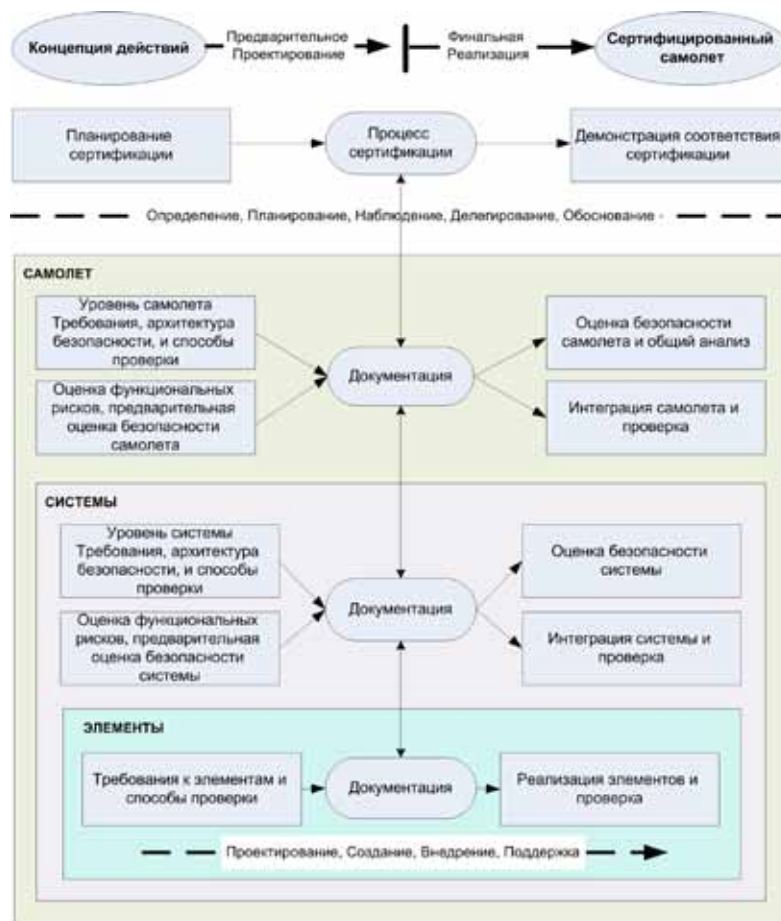 Концепция действий
Предварительное
Проектирование
Финальная
Реализация
Сертифицированный
самолет
Планирование
сертификации
Процесс
сертификации
Демонстрация соответствия
сертификации
Определение, Планирование, Наблюдение, Делегирование, Обоснование -
САМОЛЕТ
Уровень самолета
Требования, архитектура
безопасности, и способы
проверки
Оценка функциональных
рисков, предварительная
оценка безопасности
самолета
Документация
Оценка безопасности
самолета и общий анализ
Интеграция самолета и
проверка
СИСТЕМЫ
Уровень системы
Требования, архитектура
безопасности, и способы
проверки
Оценка функциональных
рисков, предварительная
оценка безопасности
системы
Документация
Оценка безопасности
системы
Интеграция системы и
проверка
ЭЛЕМЕНТЫ
Требования к элементам и
способы проверки
Документация
Реализация элементов и
проверка
Проектирование, Создание, Внедрение, Поддержка